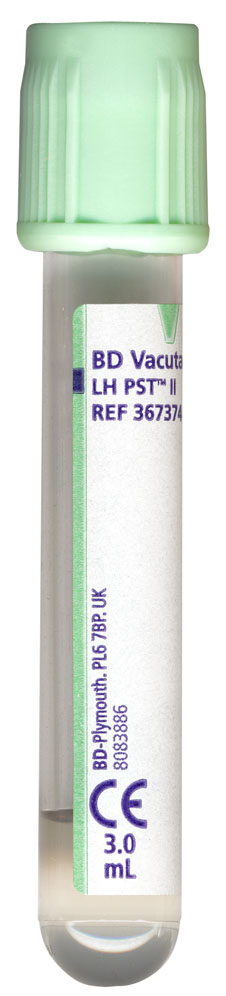 BD Vacuta
LH PST™ II
REF 367374
BD-Plymouth. PL6 7BP. UK
8083886
CE
3.0
mL